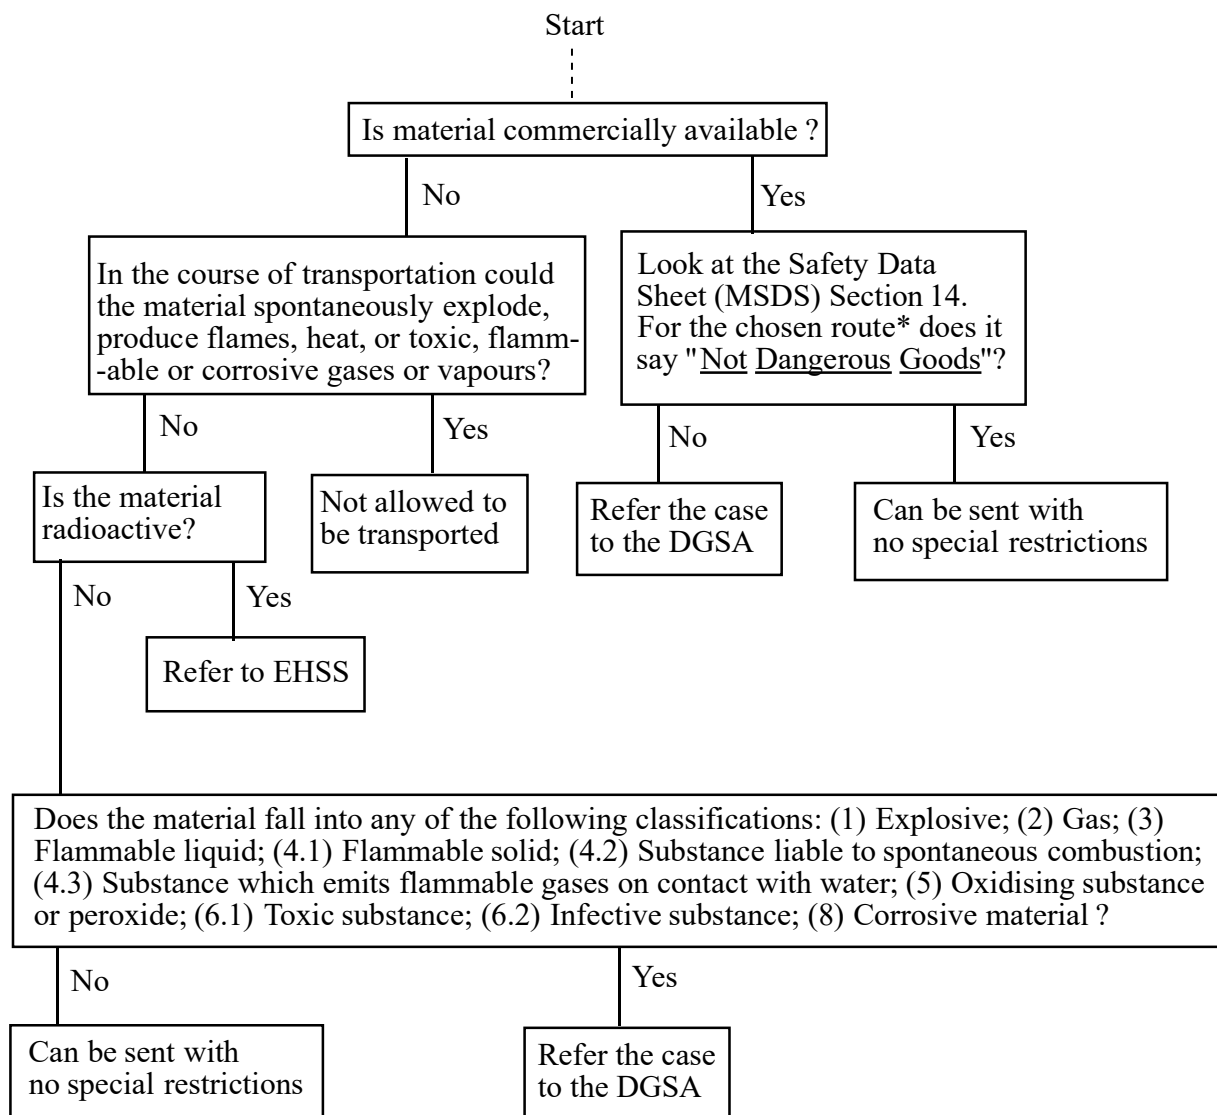 Start
Is material commercially available ?
No
Yes
In the course of transportation could
the material spontaneously explode,
produce flames, heat, or toxic, flamm-
-able or corrosive gases or vapours?
Look at the Safety Data
Sheet (MSDS) Section 14.
For the chosen route* does it
say "Not Dangerous Goods"?
No
Yes
No
Yes
Is the material
radioactive?
Not allowed to
be transported
Refer the case
to the DGSA
Can be sent with
no special restrictions
No
Yes
Refer to EHSS
Does the material fall into any of the following classifications: (1) Explosive; (2) Gas; (3)
Flammable liquid; (4.1) Flammable solid; (4.2) Substance liable to spontaneous combustion;
(4.3) Substance which emits flammable gases on contact with water; (5) Oxidising substance
or peroxide; (6.1) Toxic substance; (6.2) Infective substance; (8) Corrosive material ?
No
Yes
Can be sent with
no special restrictions
Refer the case
to the DGSA